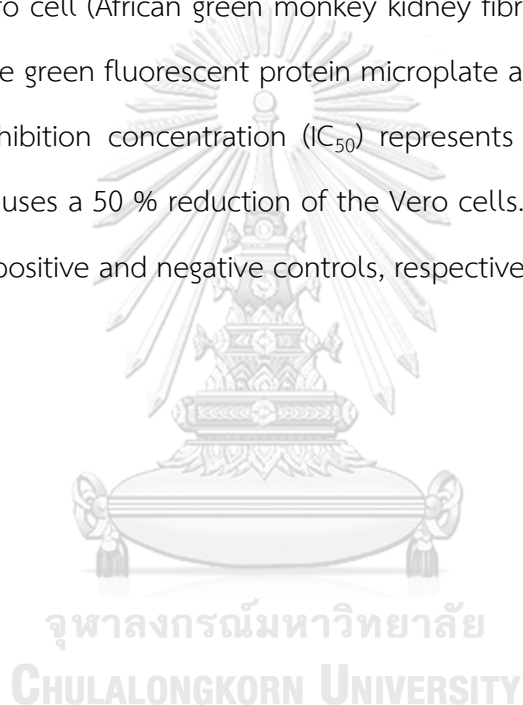 ro cell (African green monkey kidney fibr
e green fluorescent protein microplate a
hibition concentration (IC50) represents
uses a 50 % reduction of the Vero cells.
positive and negative controls, respective
จุฬาลงกรณ์มหาวิทยาลัย
CHULALONGKORN UNIVERSITY